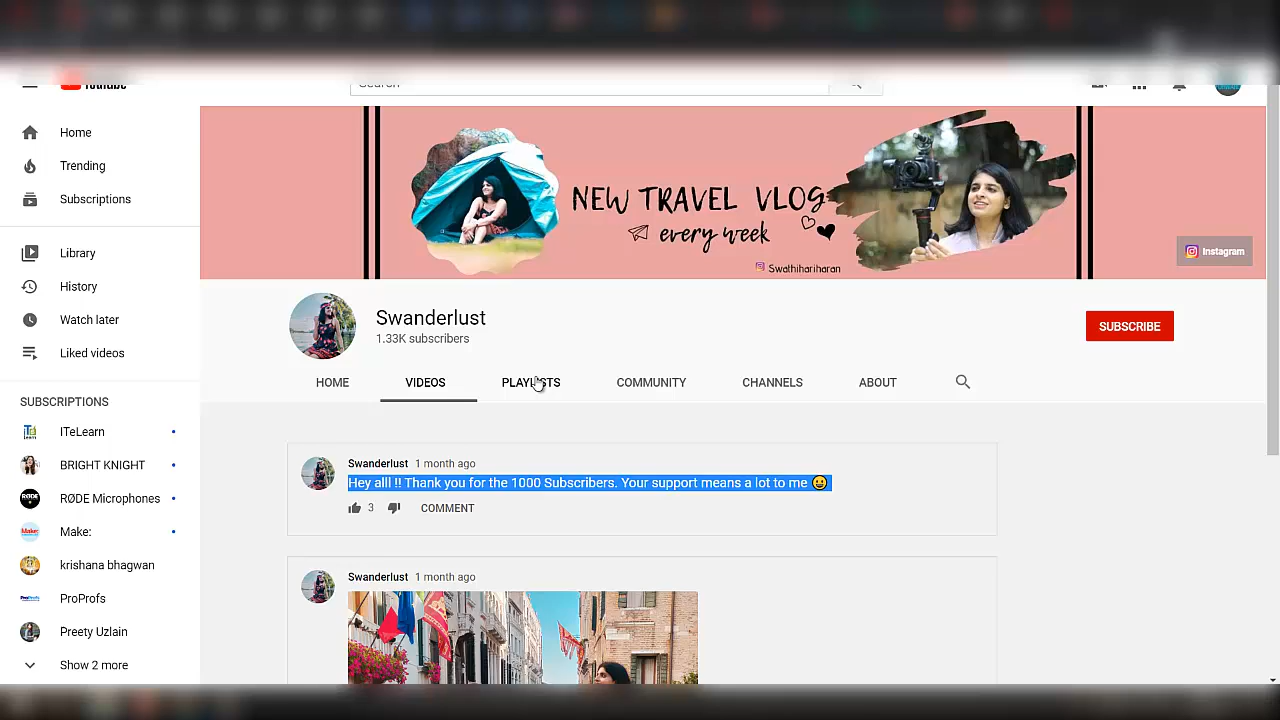 Search
Home
Trending
Subscriptions
Library
History
Watch later
Liked videos
SUBSCRIPTIONS
ITeLearn
BRIGHT KNIGHT
RØDE Microphones
Make:
krishana bhagwan
ProProfs
Preety Uzlain
Show 2 more
NEW TRAVEL VLOG
every week
Swathihariharan
Instagram
Swanderlust
1.33K subscribers
SUBSCRIBE
HOME VIDEOS PLAYLISTS COMMUNITY CHANNELS ABOUT
Swanderlust 1 month ago
Hey alll !! Thank you for the 1000 Subscribers. Your support means a lot to me 😀
3 COMMENT
Swanderlust 1 month ago